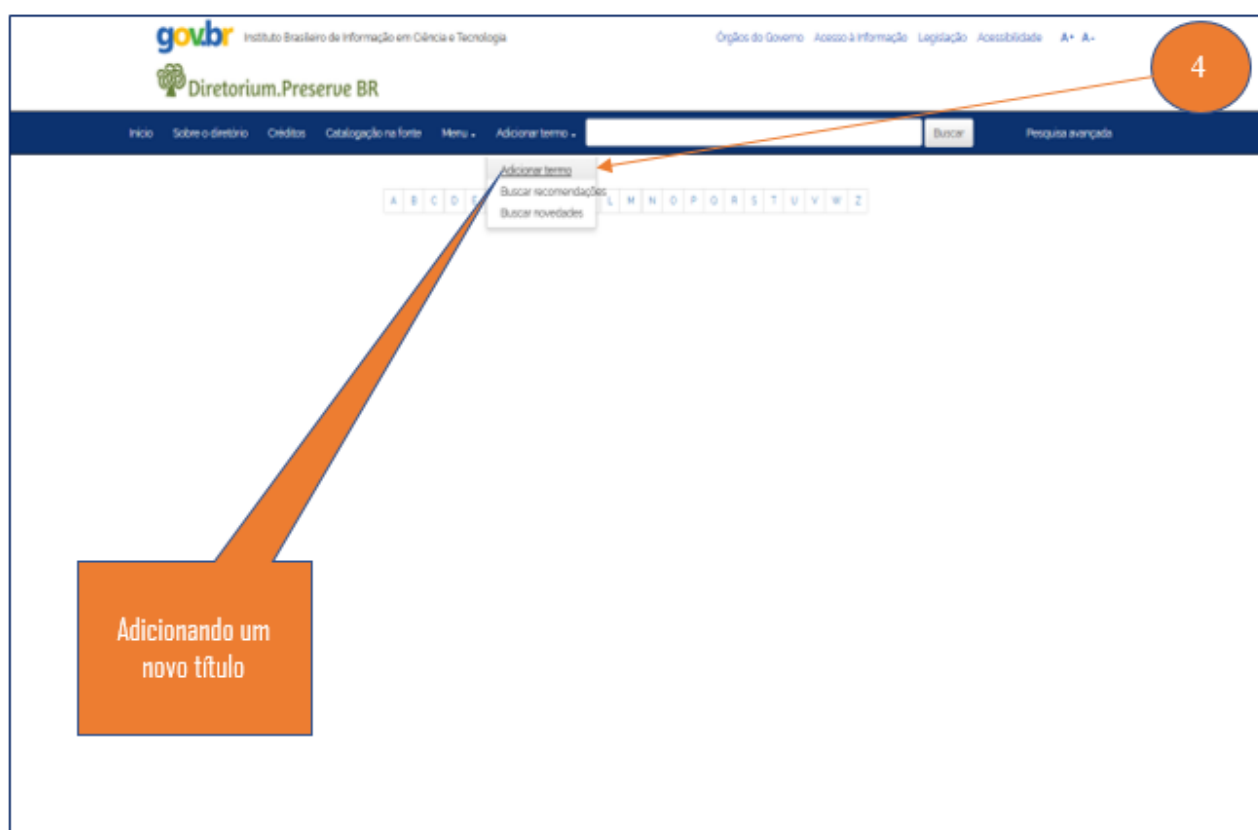 gov.br Instituto Brasileiro de Informação em Ciência e Tecnologia Órgãos do Governo Acesso à Informação Legislação Acessibilidade A+ A-
4
Diretorium.Preserve BR
Início Sobre o diretório Créditos Catalogação na fonte Menu Adicionar termo Buscar Pesquisa avançada
Adicionar termo
A B C D E Buscar recomendações L M N O P Q R S T U V W Z
Buscar novedades
Adicionando um
novo título